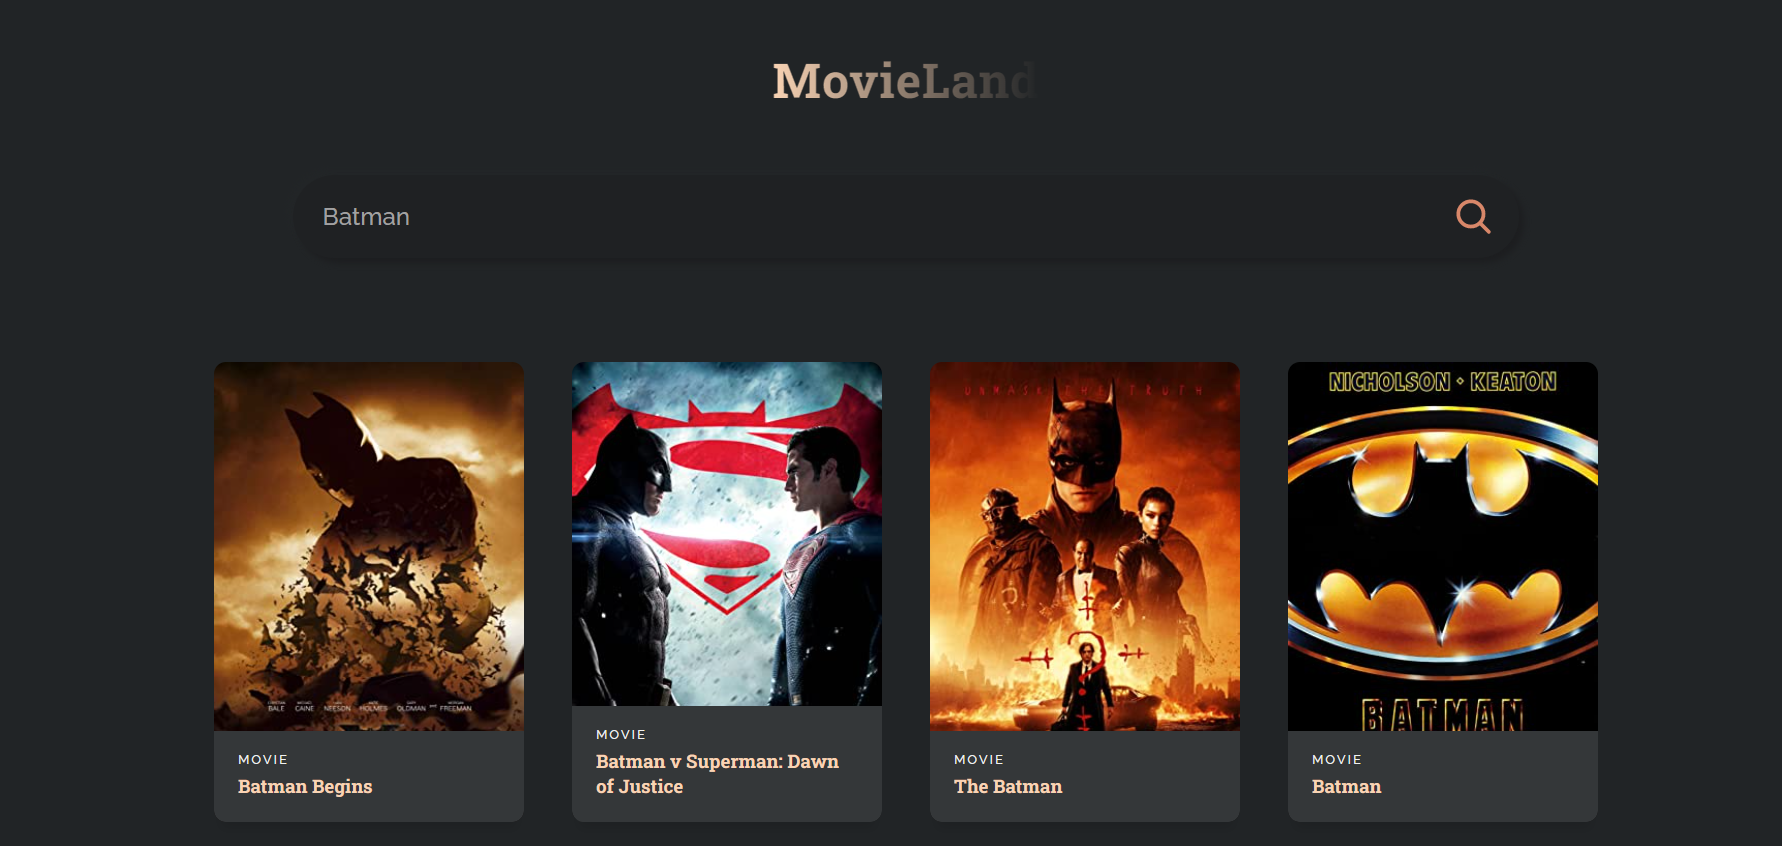 MovieLand
Batman
CHRISTIAN BALE MICHAEL CAINE LIAM NEESON KATIE HOLMES GARY OLDMAN AND MORGAN FREEMAN
MOVIE
Batman Begins
MOVIE
Batman v Superman: Dawn
of Justice
UNMASK THE TRUTH
MOVIE
The Batman
NICHOLSON · KEATON
BATMAN
MOVIE
Batman